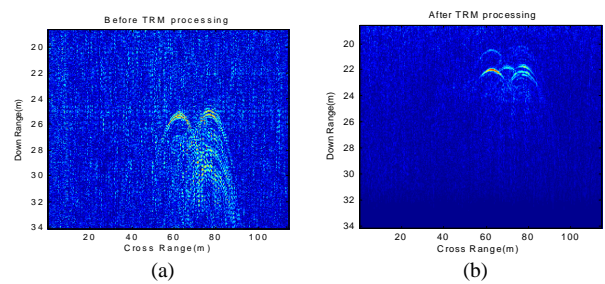 Before TRM processing
Down Range(m)
20
22
24
26
28
30
32
34
20 40 60 80 100
Cross Range(m)
(a)
After TRM processing
Down Range(m)
20
22
24
26
28
30
32
34
20 40 60 80 100
Cross Range(m)
(b)